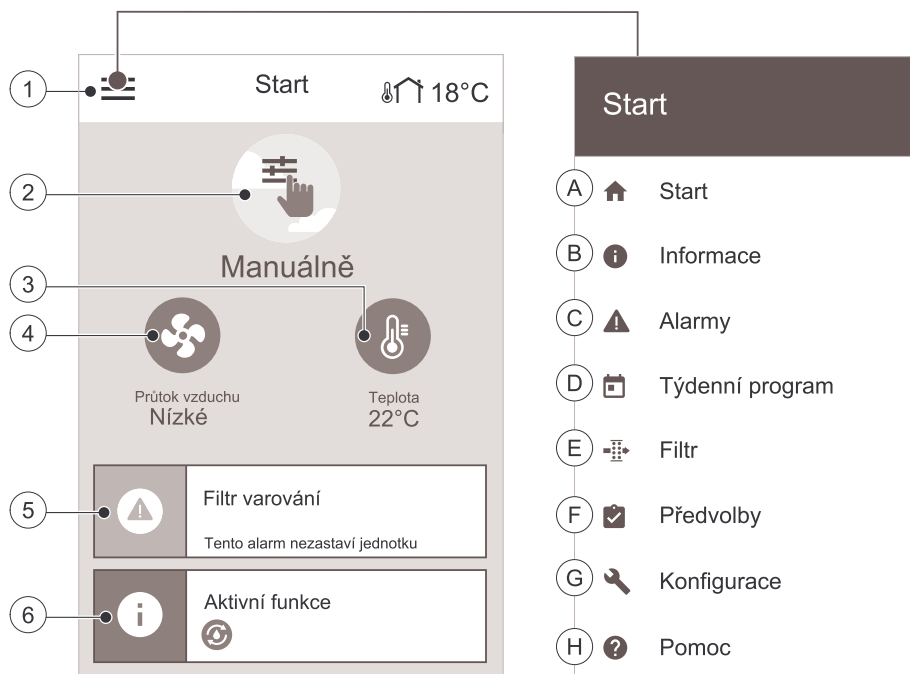 1
Start
18°C
2
Manuálně
3
4
Průtok vzduchu
Nízké
Teplota
22°C
5
Filtr varování
Tento alarm nezastaví jednotku
6
Aktivní funkce
Start
A Start
B Informace
C Alarmy
D Týdenní program
E Filtr
F Předvolby
G Konfigurace
H Pomoc